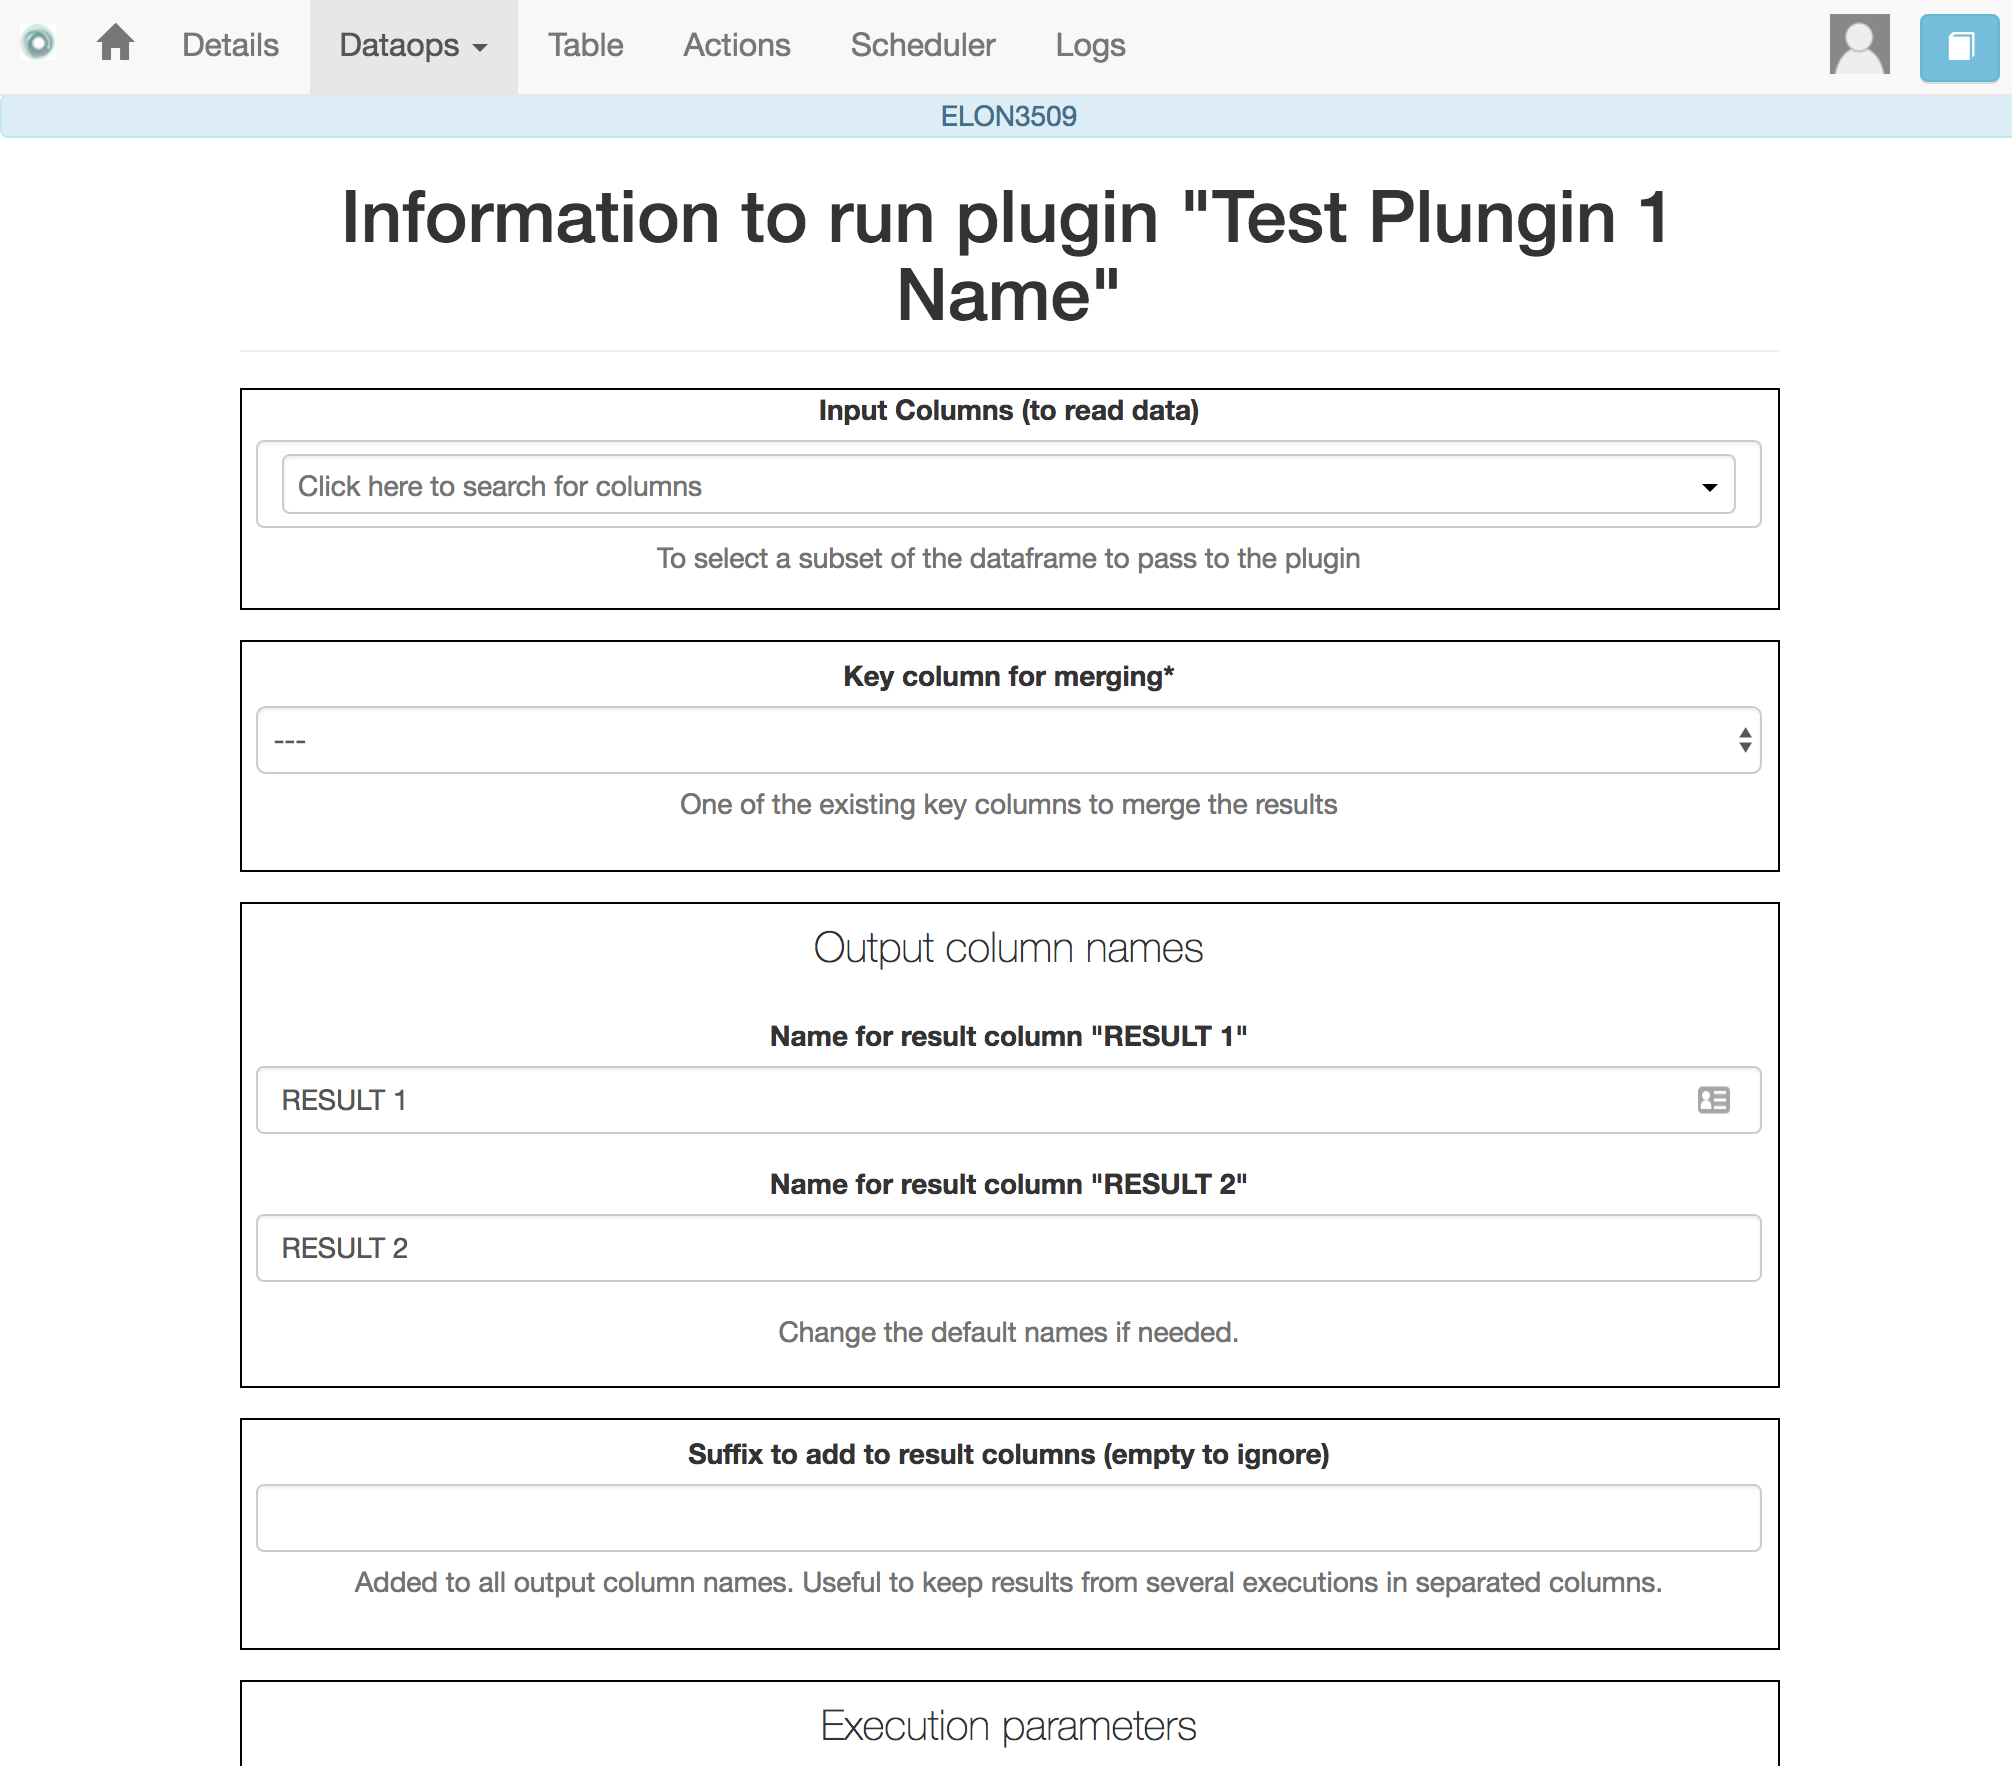 Details Dataops Table Actions Scheduler Logs
ELON3509
Information to run plugin "Test Plungin 1
Name"
Input Columns (to read data)
Click here to search for columns
To select a subset of the dataframe to pass to the plugin
Key column for merging*
---
One of the existing key columns to merge the results
Output column names
Name for result column "RESULT 1"
RESULT 1
Name for result column "RESULT 2"
RESULT 2
Change the default names if needed.
Suffix to add to result columns (empty to ignore)
Added to all output column names. Useful to keep results from several executions in separated columns.
Execution parameters